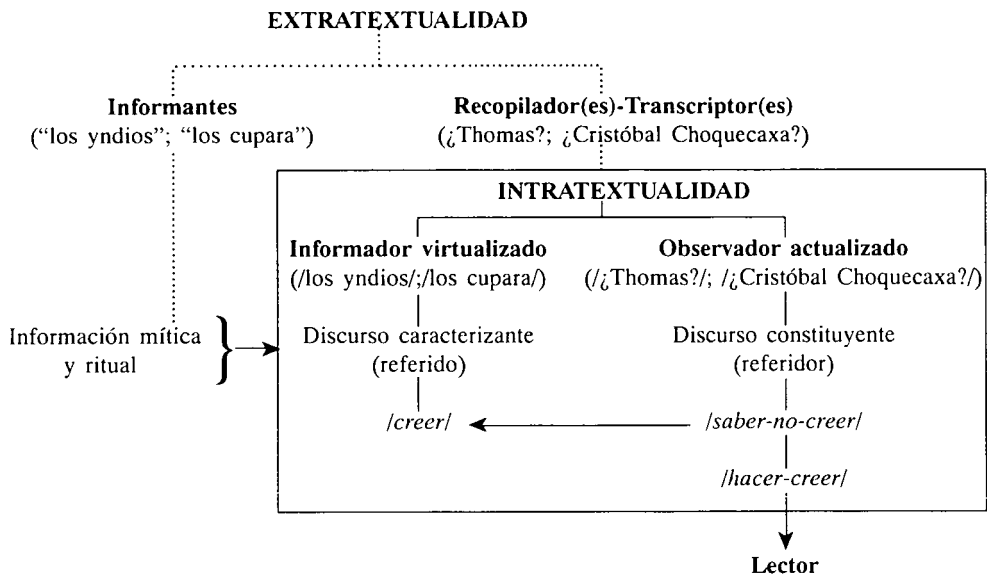 EXTRATEXTUALIDAD
Informantes
("los yndios"; "los cupara")
Recopilador(es)-Transcriptor(es)
(¿Thomas?; ¿Cristóbal Choquecaxa?)
INTRATEXTUALIDAD
Informador virtualizado
(/los yndios/;/los cupara/)
Observador actualizado
(/¿Thomas?/; /¿Cristóbal Choquecaxa?/)
Información mítica
y ritual
Discurso caracterizante
(referido)
Discurso constituyente
(referidor)
/creer/
/saber-no-creer/
/hacer-creer/
Lector